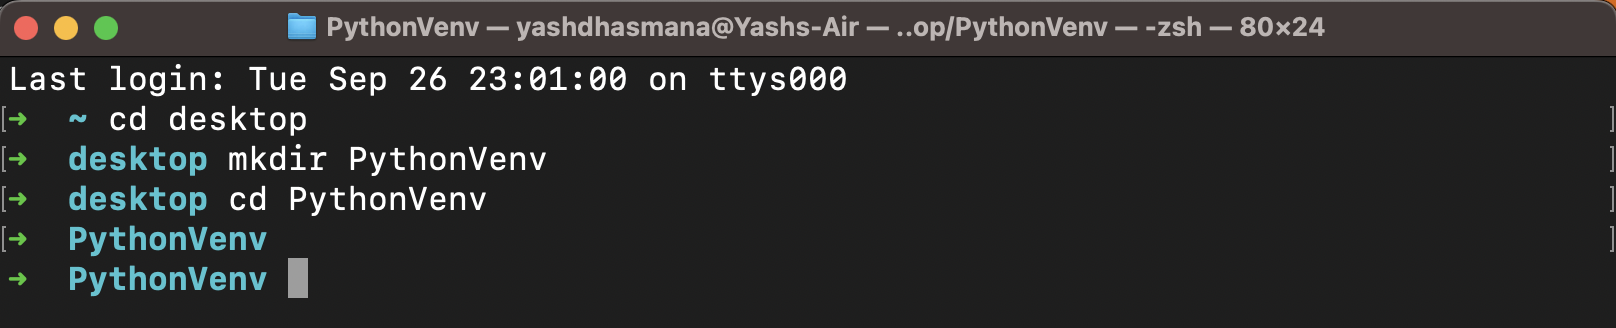 PythonVenv — yashdhasmana@Yashs-Air — ..op/PythonVenv — -zsh — 80×24
Last login: Tue Sep 26 23:01:00 on ttys000
[➜ ~ cd desktop ]
[➜ desktop mkdir PythonVenv ]
[➜ desktop cd PythonVenv ]
[➜ PythonVenv ]
➜ PythonVenv